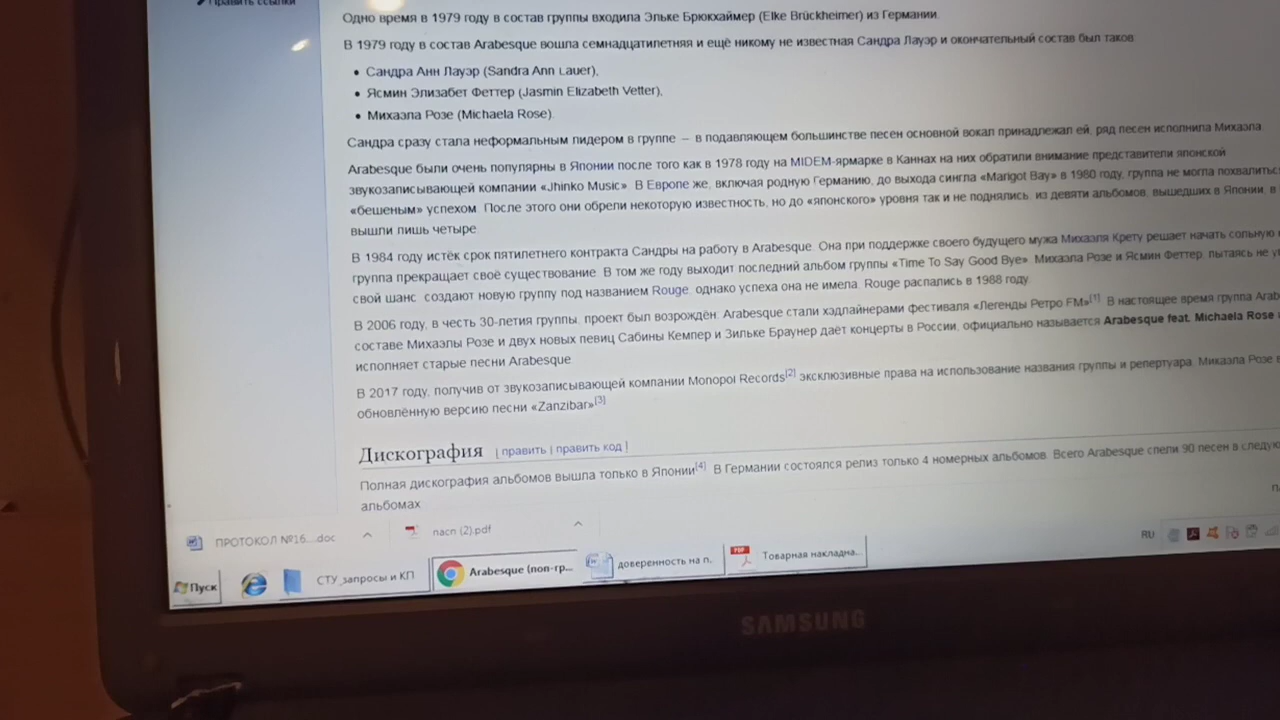 Править ссылки
Одно время в 1979 году в состав группы входила Эльке Брюкхаймер (Elke Brückheimer) из Германии.
В 1979 году в состав Arabesque вошла семнадцатилетняя и ещё никому не известная Сандра Лауэр и окончательный состав был таков:
Сандра Анн Лауэр (Sandra Ann Lauer),
Ясмин Элизабет Феттер (Jasmin Elizabeth Vetter),
Михаэла Розе (Michaela Rose).
Сандра сразу стала неформальным лидером в группе — в подавляющем большинстве песен основной вокал принадлежал ей, ряд песен исполнила Михаэла.
Arabesque были очень популярны в Японии после того как в 1978 году на MIDEM-ярмарке в Каннах на них обратили внимание представители японской
звукозаписывающей компании «Jhinko Music». В Европе же, включая родную Германию, до выхода сингла «Marigot Bay» в 1980 году, группа не могла похвалиться
«бешеным» успехом. После этого они обрели некоторую известность, но до «японского» уровня так и не поднялись: из девяти альбомов, вышедших в Японии, в
вышли лишь четыре.
В 1984 году истёк срок пятилетнего контракта Сандры на работу в Arabesque. Она при поддержке своего будущего мужа Михаэля Крету решает начать сольную
группа прекращает своё существование. В том же году выходит последний альбом группы «Time To Say Good Bye». Михаэла Розе и Ясмин Феттер, пытаясь не
свой шанс, создают новую группу под названием Rouge, однако успеха она не имела. Rouge распались в 1988 году.
В 2006 году, в честь 30-летия группы, проект был возрождён. Arabesque стали хэдлайнерами фестиваля «Легенды Ретро FM»[1]. В настоящее время группа Arab
составе Михаэлы Розе и двух новых певиц Сабины Кемпер и Зильке Браунер даёт концерты в России, официально называется Arabesque feat. Michaela Rose
исполняет старые песни Arabesque.
В 2017 году, получив от звукозаписывающей компании Monopol Records[2] эксклюзивные права на использование названия группы и репертуара, Микаэла Розе
обновлённую версию песни «Zanzibar»[3]
Дискография [ править | править код ]
Полная дискография альбомов вышла только в Японии[4]. В Германии состоялся релиз только 4 номерных альбомов. Всего Arabesque спели 90 песен в следую
альбомах.
ПРОТОКОЛ №16....doc
пасп (2).pdf
Пуск
СТУ_запросы и КП
Arabesque (поп-гр...
доверенность на п...
PDF
Товарная накладна...
RU
SAMSUNG